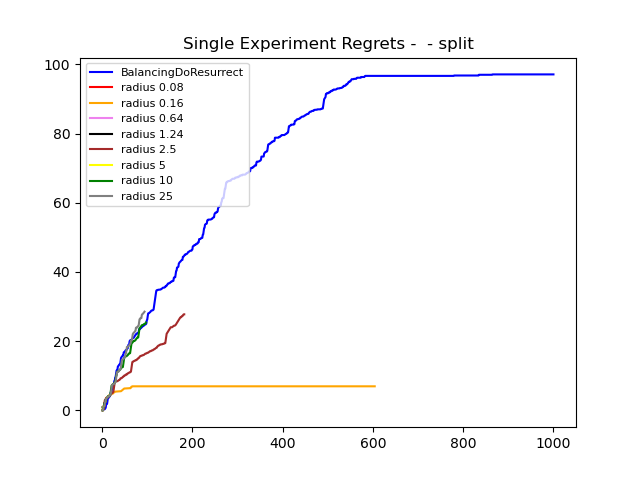 Single Experiment Regrets -  - split
100
80
60
40
20
0
BalancingDoResurrect
radius 0.08
radius 0.16
radius 0.64
radius 1.24
radius 2.5
radius 5
radius 10
radius 25
0 200 400 600 800 1000